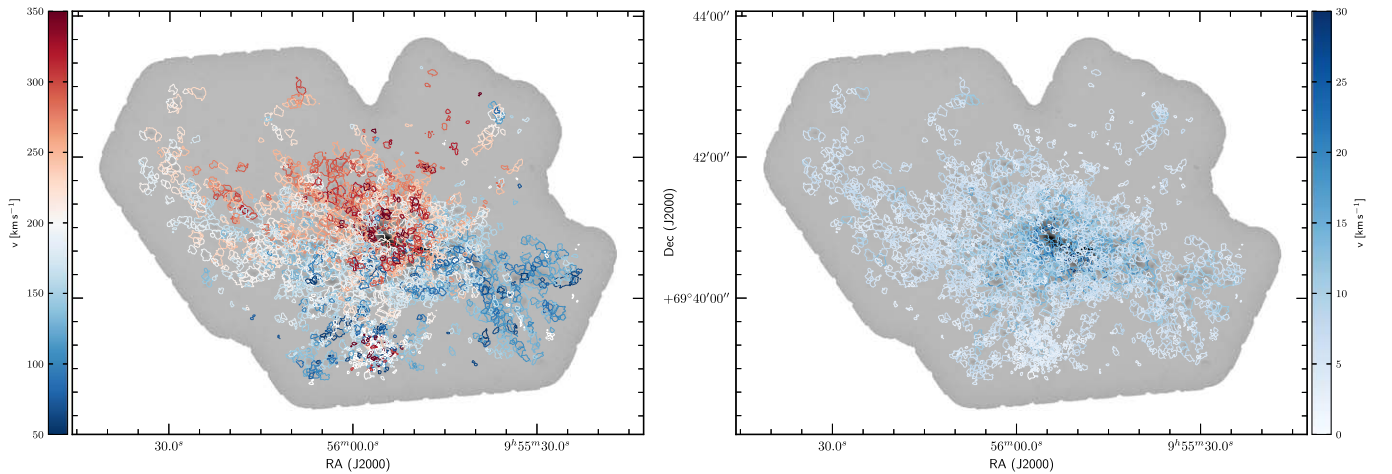 350
300
250
200
150
100
50
v [km s⁻¹]
30.0ˢ
56ᵐ00.0ˢ
9ʰ55ᵐ30.0ˢ
RA (J2000)
44′00″
42′00″
+69°40′00″
Dec (J2000)
30.0ˢ
56ᵐ00.0ˢ
9ʰ55ᵐ30.0ˢ
RA (J2000)
30
25
20
15
10
5
0
v [km s⁻¹]